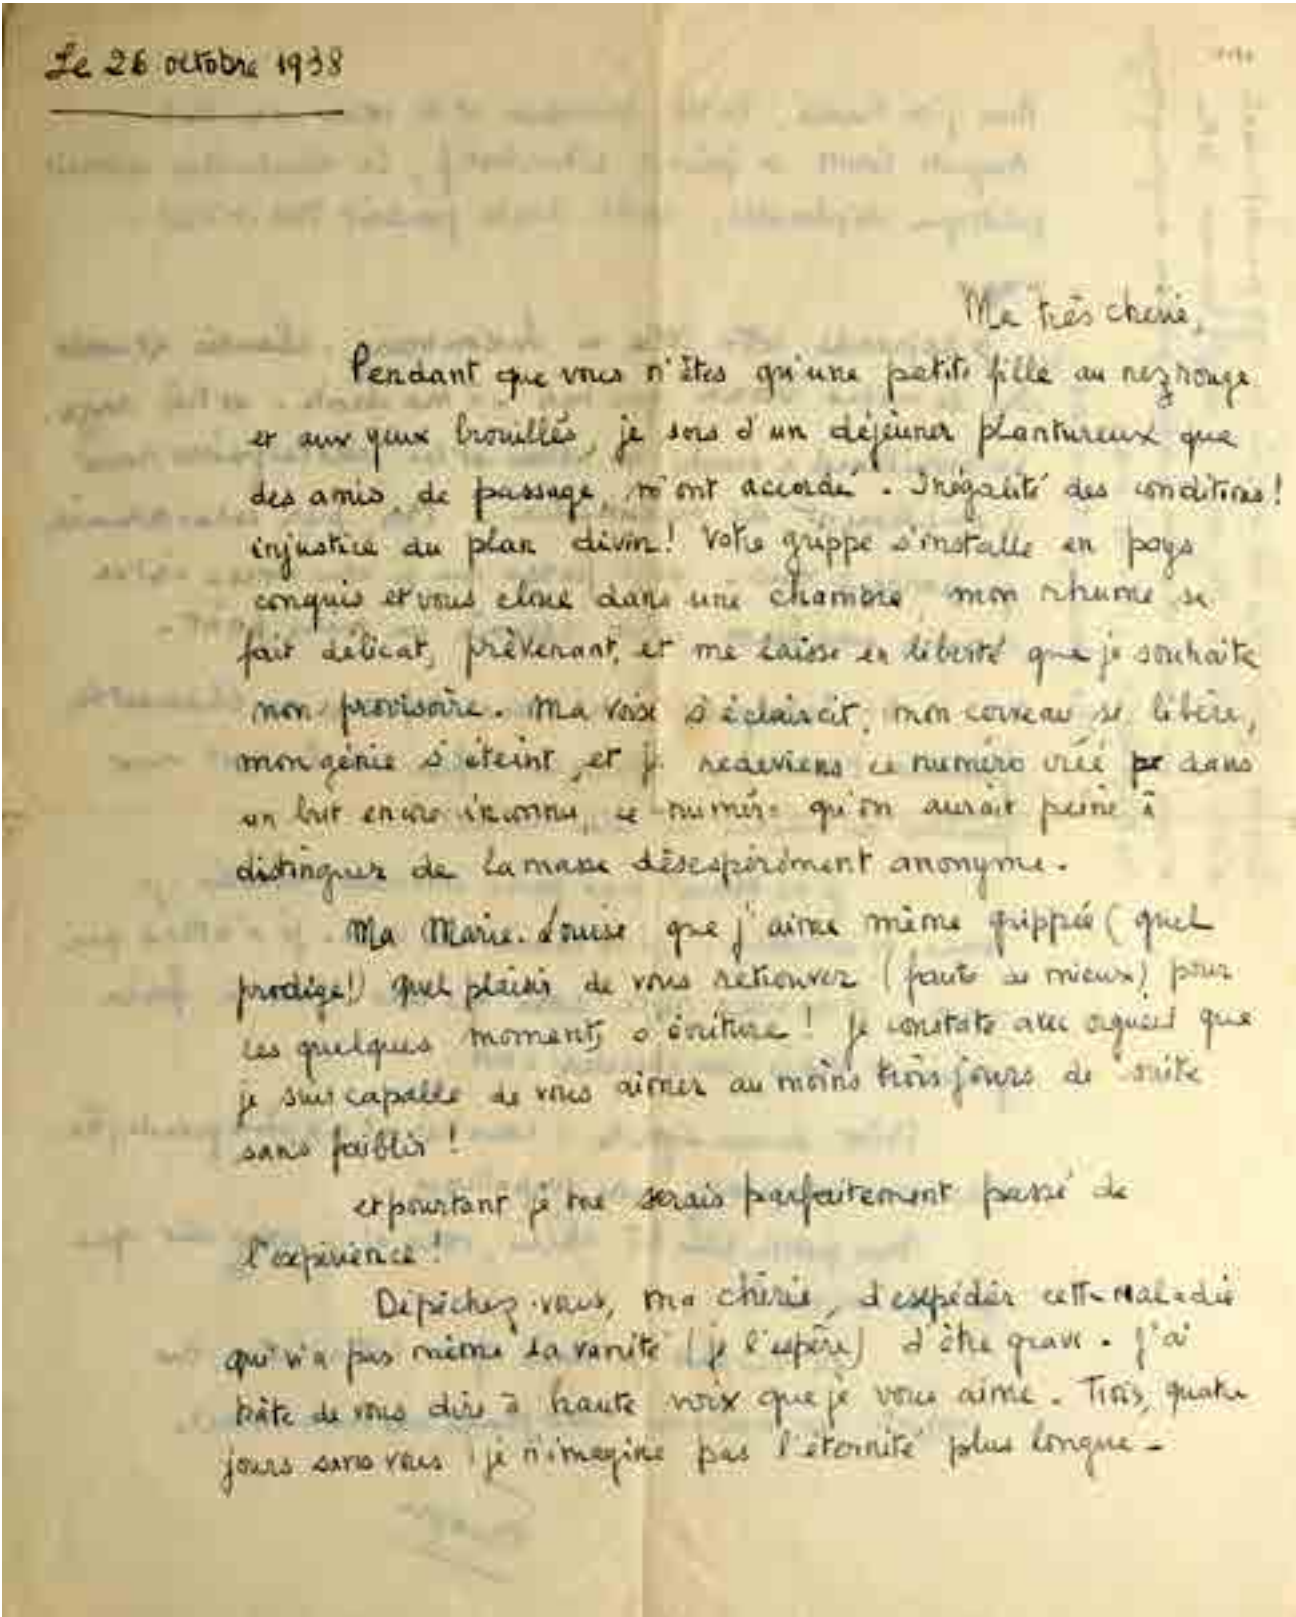 Le 26 octobre 1938
Ma très chérie,
Pendant que vous n'êtes qu'une petite fille au nez rouge
et aux yeux brouillés, je sors d'un déjeuner plantureux que
des amis de passage m'ont accordé. Inégalité des conditions!
injustice du plan divin! Votre grippe s'installe en pays
conquis et vous cloue dans une chambre, mon rhume se
fait délicat, prévenant, et me laisse en liberté que je souhaite
non provisoire. Ma voix s'éclaircit, mon cerveau se libère,
mon génie s'éteint, et je redeviens ce numéro créé dans
un but encore inconnu, ce numéro qu'on aurait peine à
distinguer de la masse désespérément anonyme.
Ma Marie-Louise que j'aime même grippée (quel
prodige!) quel plaisir de vous retrouver (faute de mieux) pour
ces quelques moments d'écriture! Je constate avec orgueil que
je suis capable de vous aimer au moins trois jours de suite
sans faiblir!
et pourtant je me serais parfaitement passé de
l'expérience!
Dépêchez-vous, ma chérie, d'expédier cette maladie
qui n'a pas même la vanité (je l'espère) d'être grave. J'ai
hâte de vous dire à haute voix que je vous aime. Trois, quatre
jours sans vous, je n'imagine pas l'éternité plus longue -